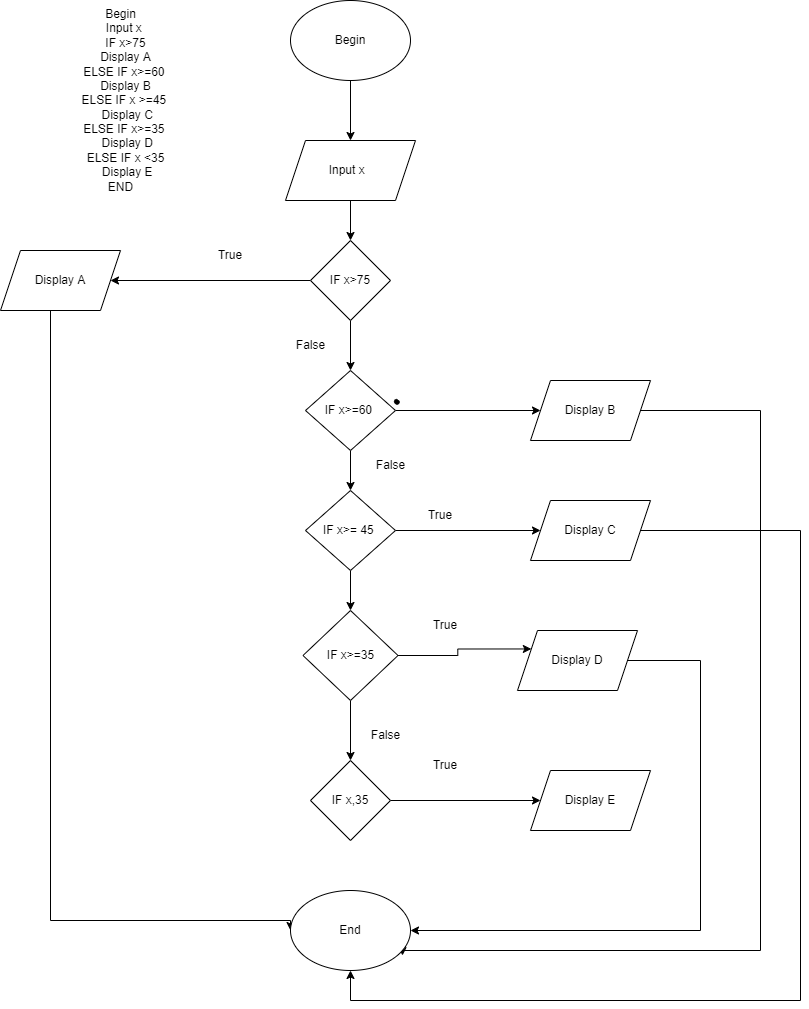 Begin
Input x
IF x>75
Display A
ELSE IF x>=60
Display B
ELSE IF x >=45
Display C
ELSE IF x>=35
Display D
ELSE IF x <35
Display E
END
Begin
Input x
True
Display A
IF x>75
False
IF x>=60
Display B
False
True
IF x>= 45
Display C
True
IF x>=35
Display D
False
True
IF x,35
Display E
End